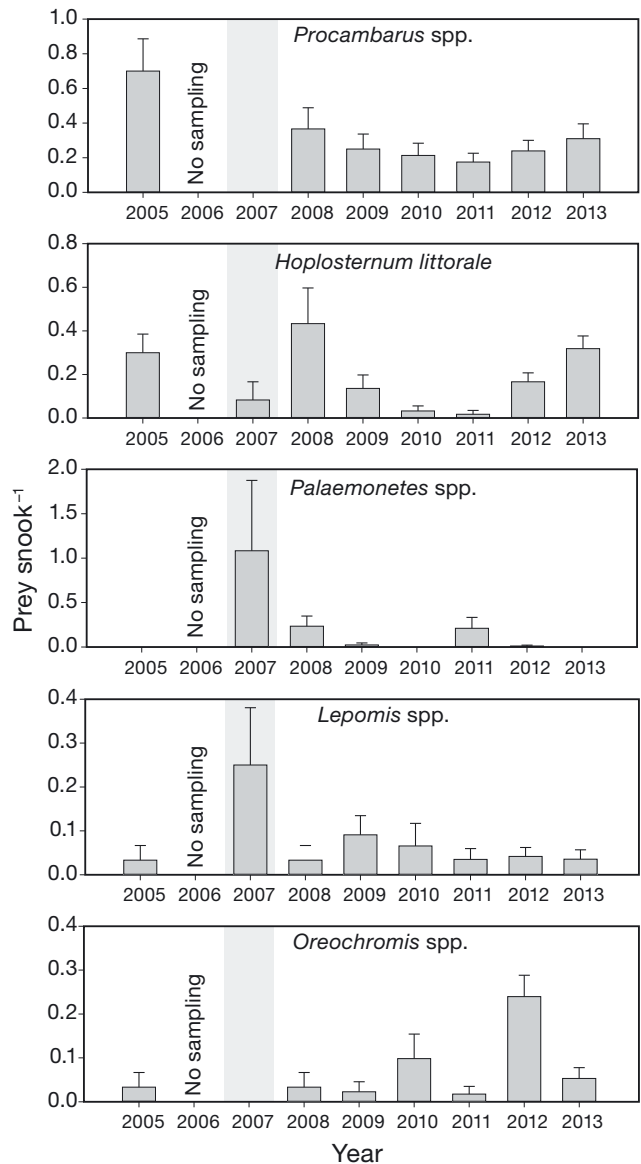 Prey snook⁻¹
Procambarus spp.
1.0
0.8
0.6
0.4
0.2
0.0
No sampling
2005 2006 2007 2008 2009 2010 2011 2012 2013
Hoplosternum littorale
0.8
0.6
0.4
0.2
0.0
No sampling
2005 2006 2007 2008 2009 2010 2011 2012 2013
Palaemonetes spp.
2.0
1.5
1.0
0.5
0.0
No sampling
2005 2006 2007 2008 2009 2010 2011 2012 2013
Lepomis spp.
0.4
0.3
0.2
0.1
0.0
No sampling
2005 2006 2007 2008 2009 2010 2011 2012 2013
Oreochromis spp.
0.4
0.3
0.2
0.1
0.0
No sampling
2005 2006 2007 2008 2009 2010 2011 2012 2013
Year